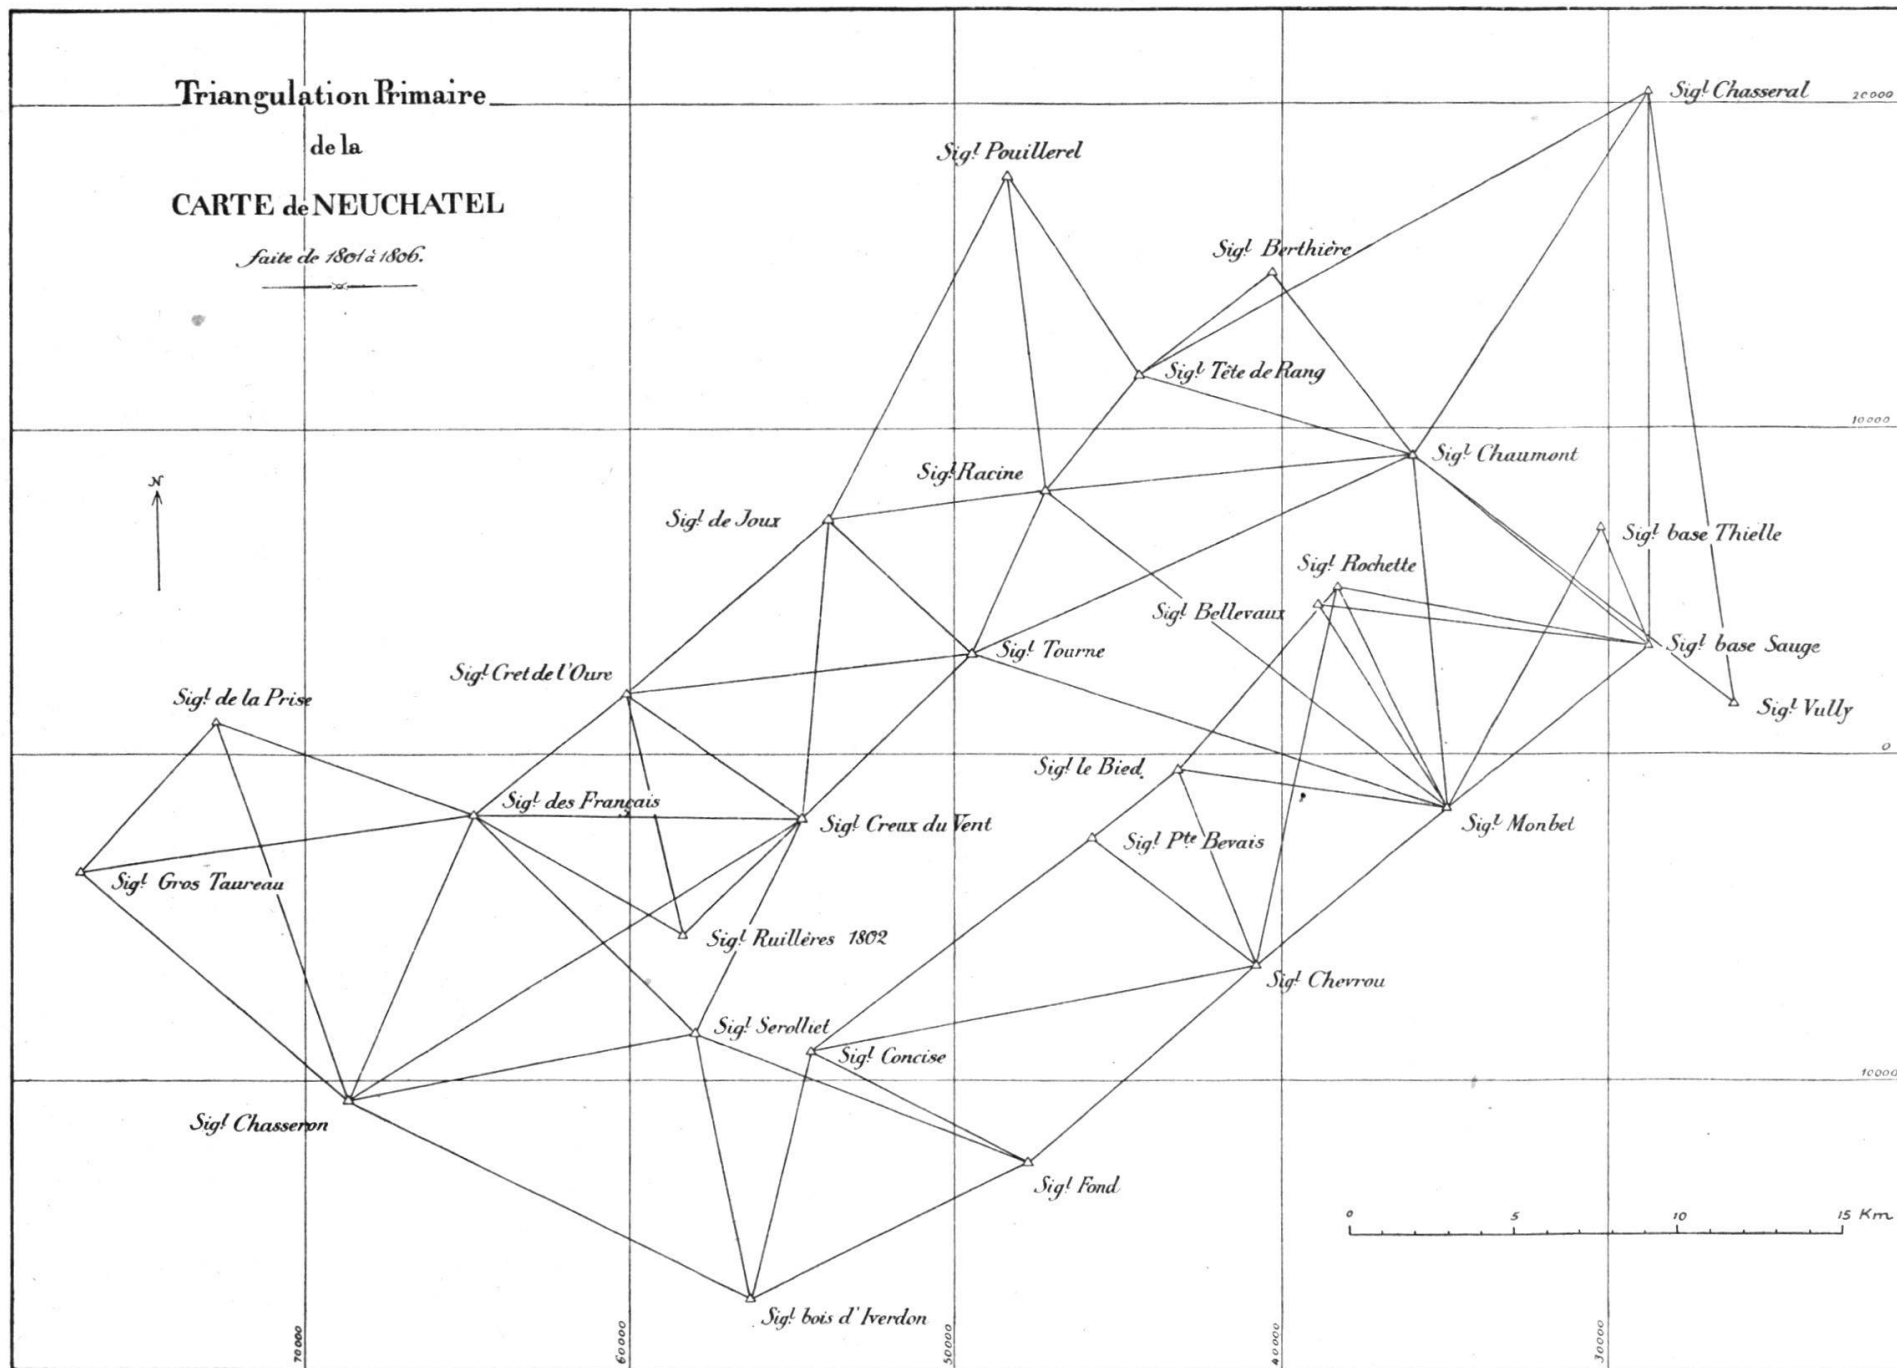 Triangulation Primaire
de la
CARTE de NEUCHATEL
faite de 1801 à 1806.
Sigl. Chasseral
20000
Sigl. Pouillerel
Sigl. Berthière
Sigl. Tête de Rang
10000
Sigl. Chaumont
Sigl. Racine
N
Sigl. de Joux
Sigl. base Thielle
Sigl. Rochette
Sigl. Bellevaux
Sigl. Tourne
Sigl. base Sauge
Sigl. Cret de l'Oure
Sigl. de la Prise
Sigl. Vully
0
Sigl. le Bied.
Sigl. des Français
Sigl. Creux du Vent
Sigl. Monbet
Sigl. Pte Bevais
Sigl. Gros Taureau
Sigl. Ruilléres 1802
Sigl. Chevrou
Sigl. Serolliet
Sigl. Concise
10000
Sigl. Chasseron
Sigl. Fond
0 5 10 15 Km
Sigl. bois d'Iverdon
70000
60000
50000
40000
30000